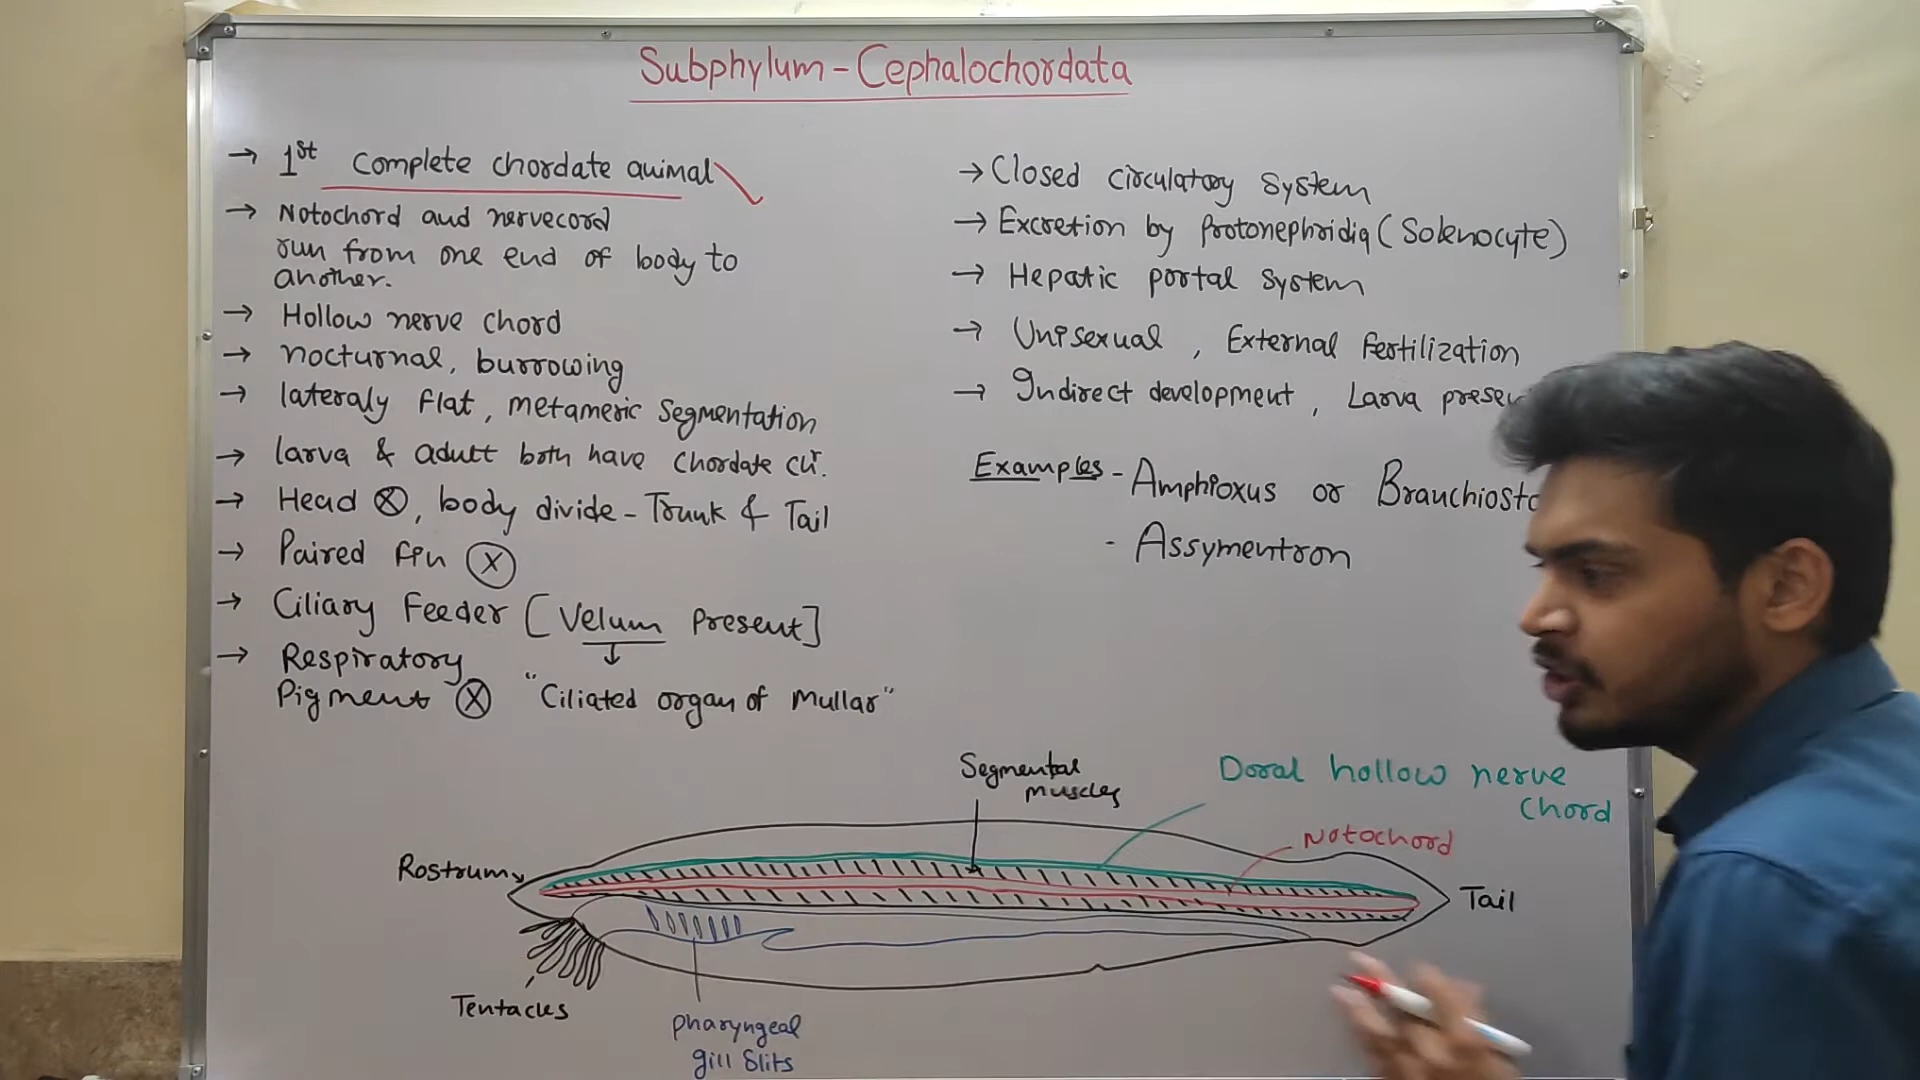 Subphylum - Cephalochordata
→ 1st Complete chordate animal
→ Notochord and nervecord
run from one end of body to
another.
→ Hollow nerve chord
→ nocturnal, burrowing
→ lateraly flat, metameric segmentation
→ larva & adult both have chordate chr.
→ Head ⓧ, body divide - Trunk & Tail
→ Paired fin ⓧ
→ Ciliary Feeder [Velum present]
↓
→ Respiratory
Pigment ⓧ "Ciliated organ of Mullar"
→ Closed circulatory system
→ Excretion by protonephridia (Solenocyte)
→ Hepatic portal system
→ Unisexual, External fertilization
→ Indirect development, Larva
Examples - Amphioxus or
- Assymentron
Segmental
muscles
Dorsal hollow nerve
chord
Notochord
Rostrum
Tail
Tentacles
pharyngeal
gill slits